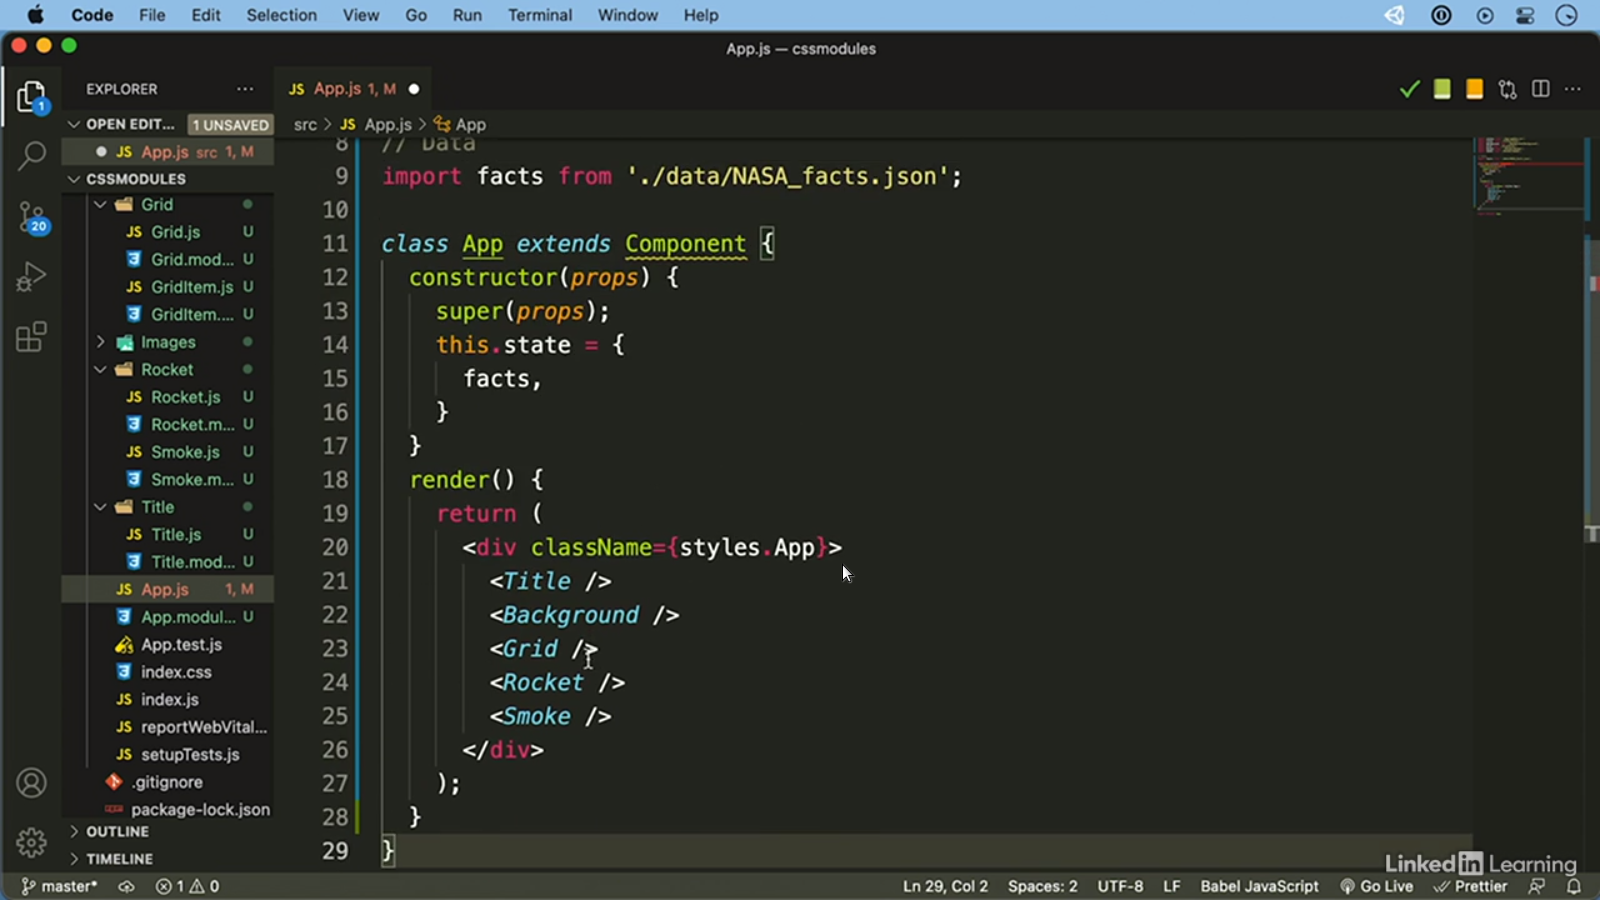 Code File Edit Selection View Go Run Terminal Window Help
App.js — cssmodules
EXPLORER ···
JS App.js 1, M
OPEN EDIT... 1 UNSAVED
src > JS App.js > App
JS App.js src 1, M
CSSMODULES
Grid
JS Grid.js U
Grid.mod... U
JS GridItem.js U
GridItem.... U
Images
Rocket
JS Rocket.js U
Rocket.m... U
JS Smoke.js U
Smoke.m... U
Title
JS Title.js U
Title.mod... U
JS App.js 1, M
App.modul... U
App.test.js
index.css
JS index.js
JS reportWebVital...
JS setupTests.js
.gitignore
package-lock.json
OUTLINE
TIMELINE
1
20
8 // Data
9 import facts from './data/NASA_facts.json';
10
11 class App extends Component {
12 constructor(props) {
13 super(props);
14 this.state = {
15 facts,
16 }
17 }
18 render() {
19 return (
20 <div className={styles.App}>
21 <Title />
22 <Background />
23 <Grid />
24 <Rocket />
25 <Smoke />
26 </div>
27 );
28 }
29 }
LinkedIn Learning
master* 1 0 Ln 29, Col 2 Spaces: 2 UTF-8 LF Babel JavaScript Go Live Prettier